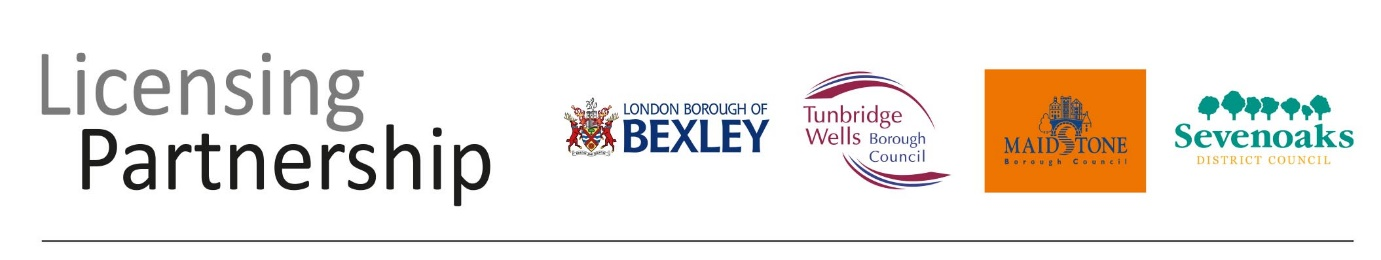 Licensing
Partnership
LONDON BOROUGH OF
BEXLEY
Tunbridge
Wells Borough
Council
MAIDSTONE
Borough Council
Sevenoaks
DISTRICT COUNCIL